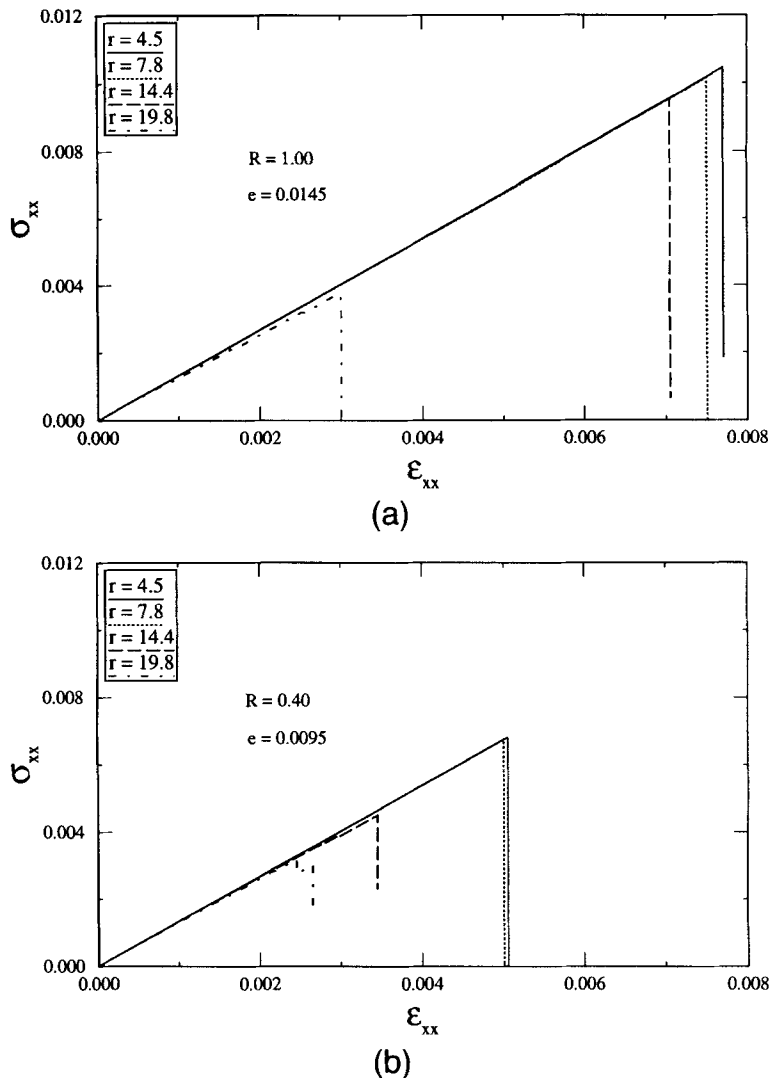 0.012
r = 4.5
r = 7.8
r = 14.4
r = 19.8
R = 1.00
e = 0.0145
0.008
σxx
0.004
0.000
0.000 0.002 0.004 0.006 0.008
εxx
(a)
0.012
r = 4.5
r = 7.8
r = 14.4
r = 19.8
R = 0.40
e = 0.0095
0.008
σxx
0.004
0.000
0.000 0.002 0.004 0.006 0.008
εxx
(b)